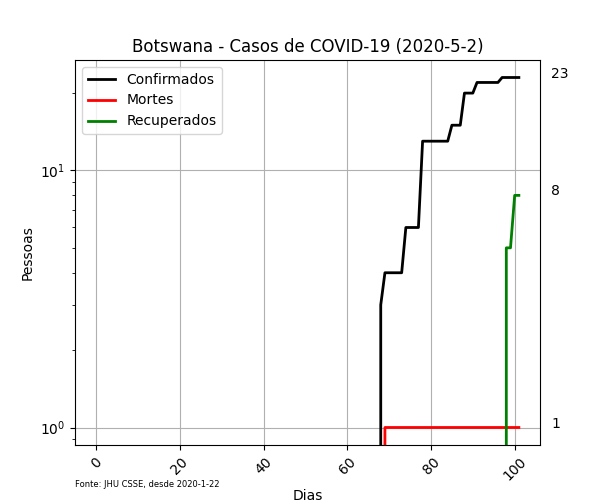 Botswana - Casos de COVID-19 (2020-5-2)
Confirmados
Mortes
Recuperados
23
8
1
10¹
10⁰
Pessoas
0 20 40 60 80 100
Fonte: JHU CSSE, desde 2020-1-22
Dias